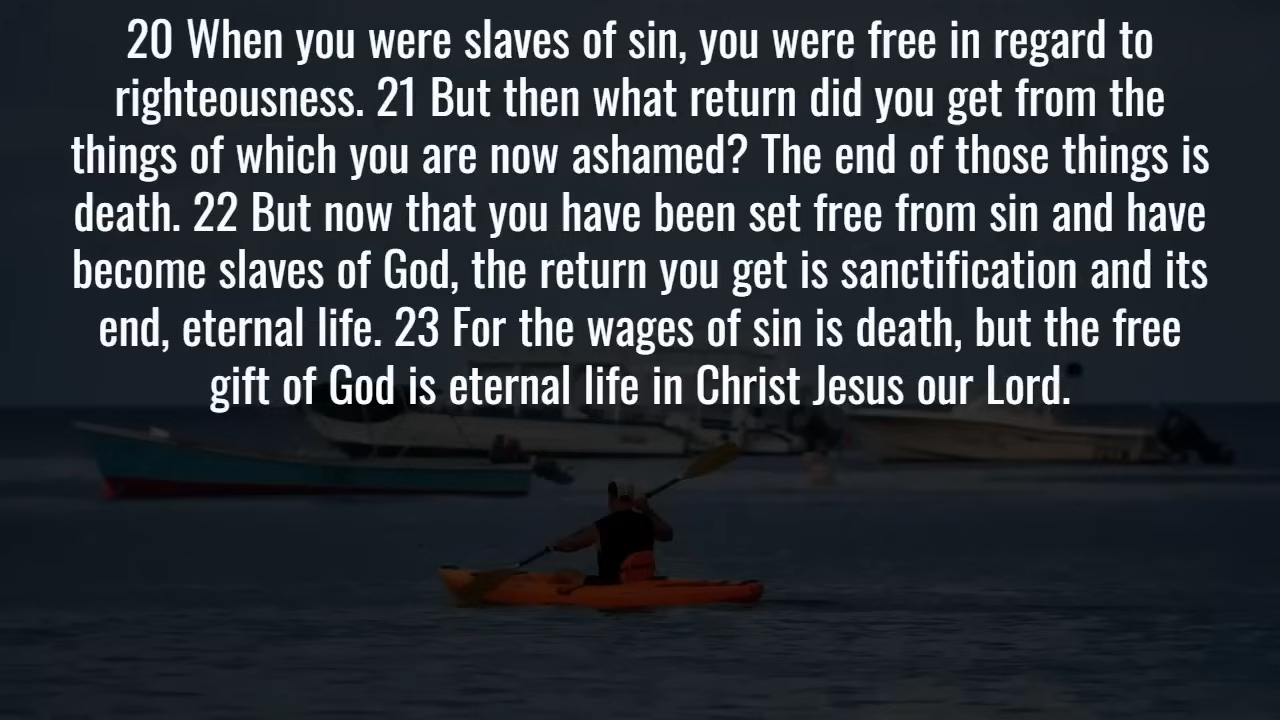 20 When you were slaves of sin, you were free in regard to
righteousness. 21 But then what return did you get from the
things of which you are now ashamed? The end of those things is
death. 22 But now that you have been set free from sin and have
become slaves of God, the return you get is sanctification and its
end, eternal life. 23 For the wages of sin is death, but the free
gift of God is eternal life in Christ Jesus our Lord.